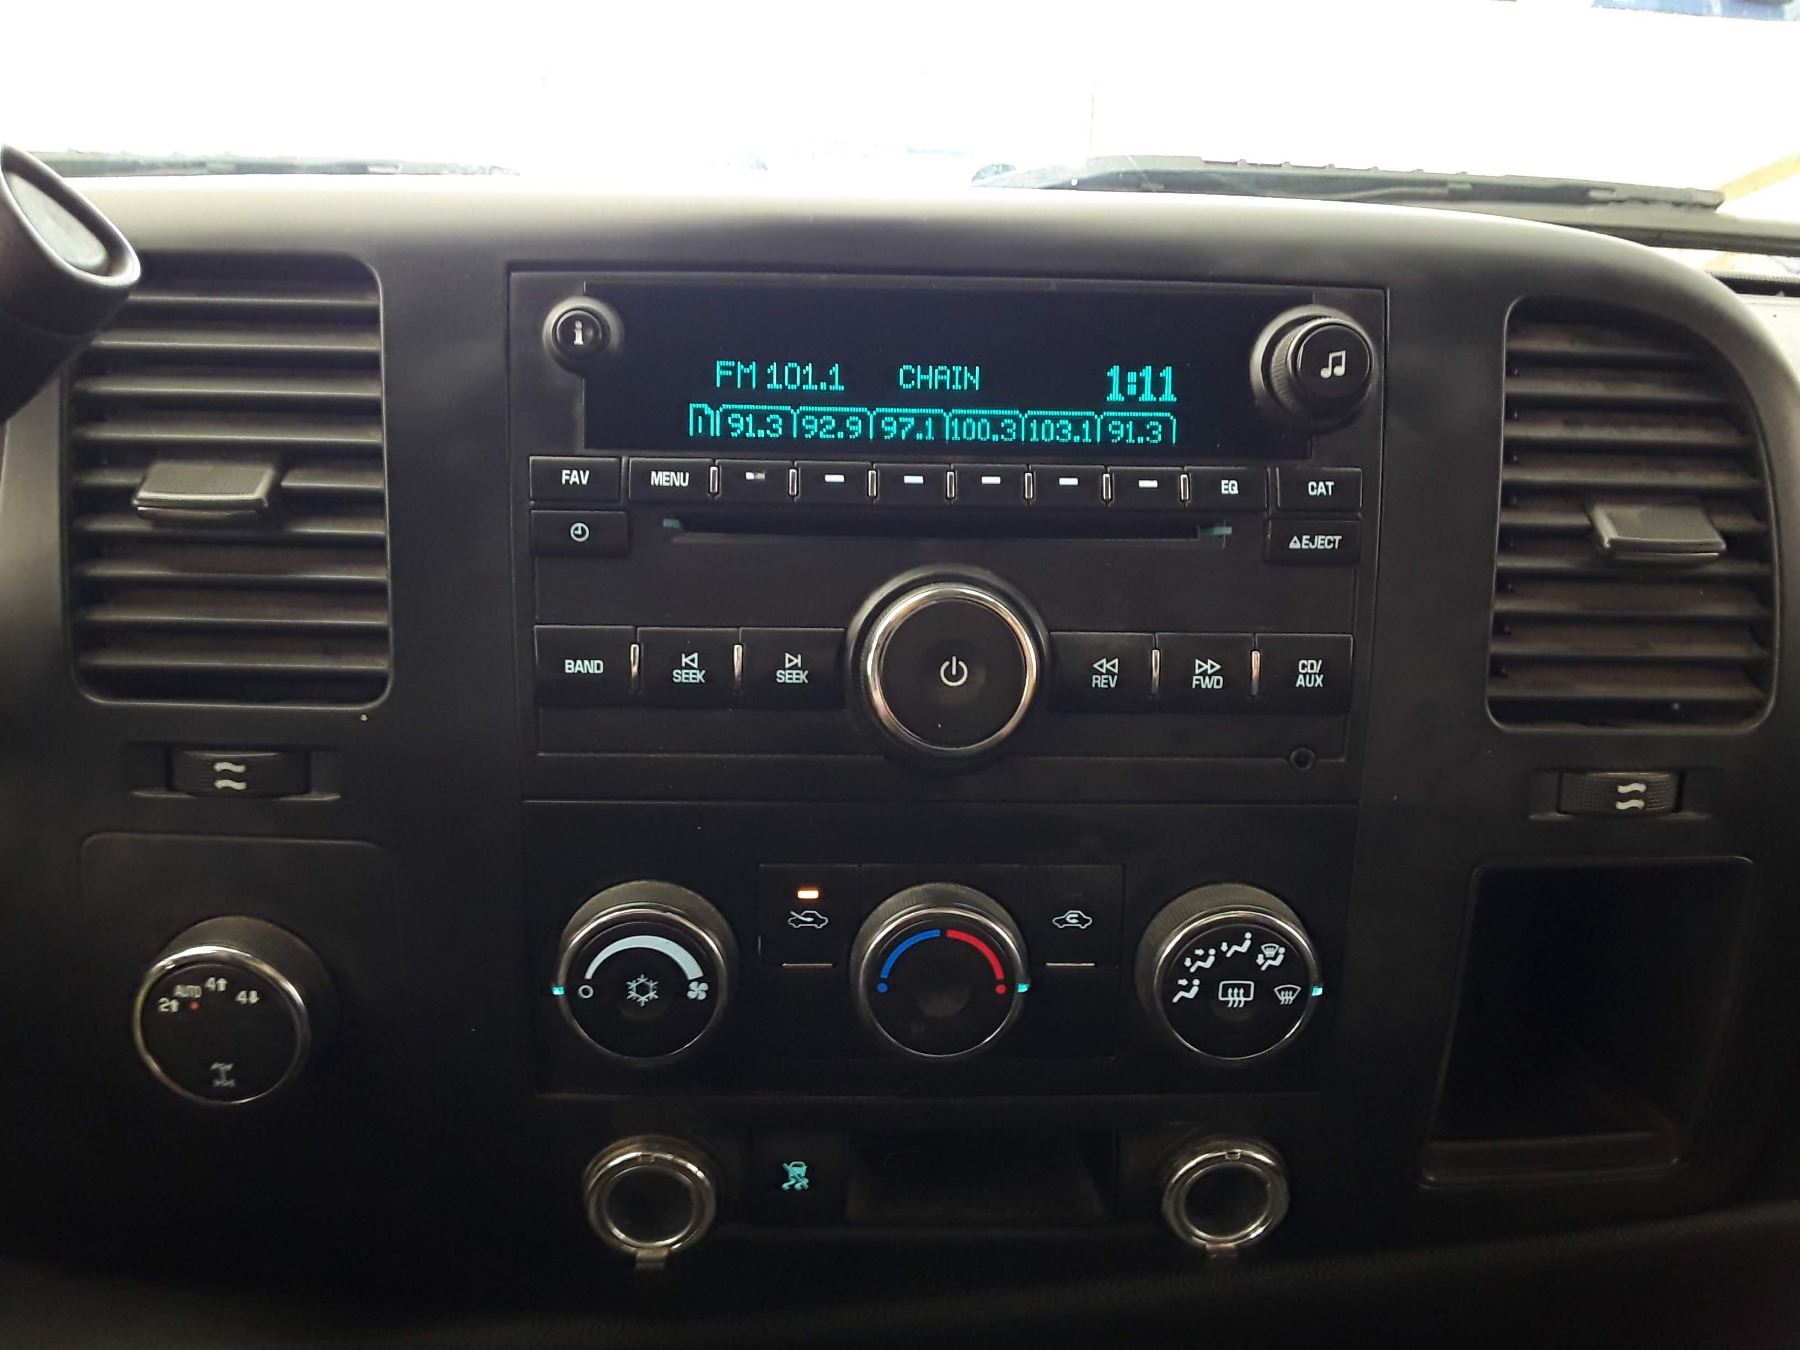 FM 101.1 CHAIN 1:11
91.3 92.9 97.1 100.3 103.1 91.3
FAV MENU EQ CAT
EJECT
BAND SEEK SEEK REV FWD CD/
AUX
2 AUTO 4 4